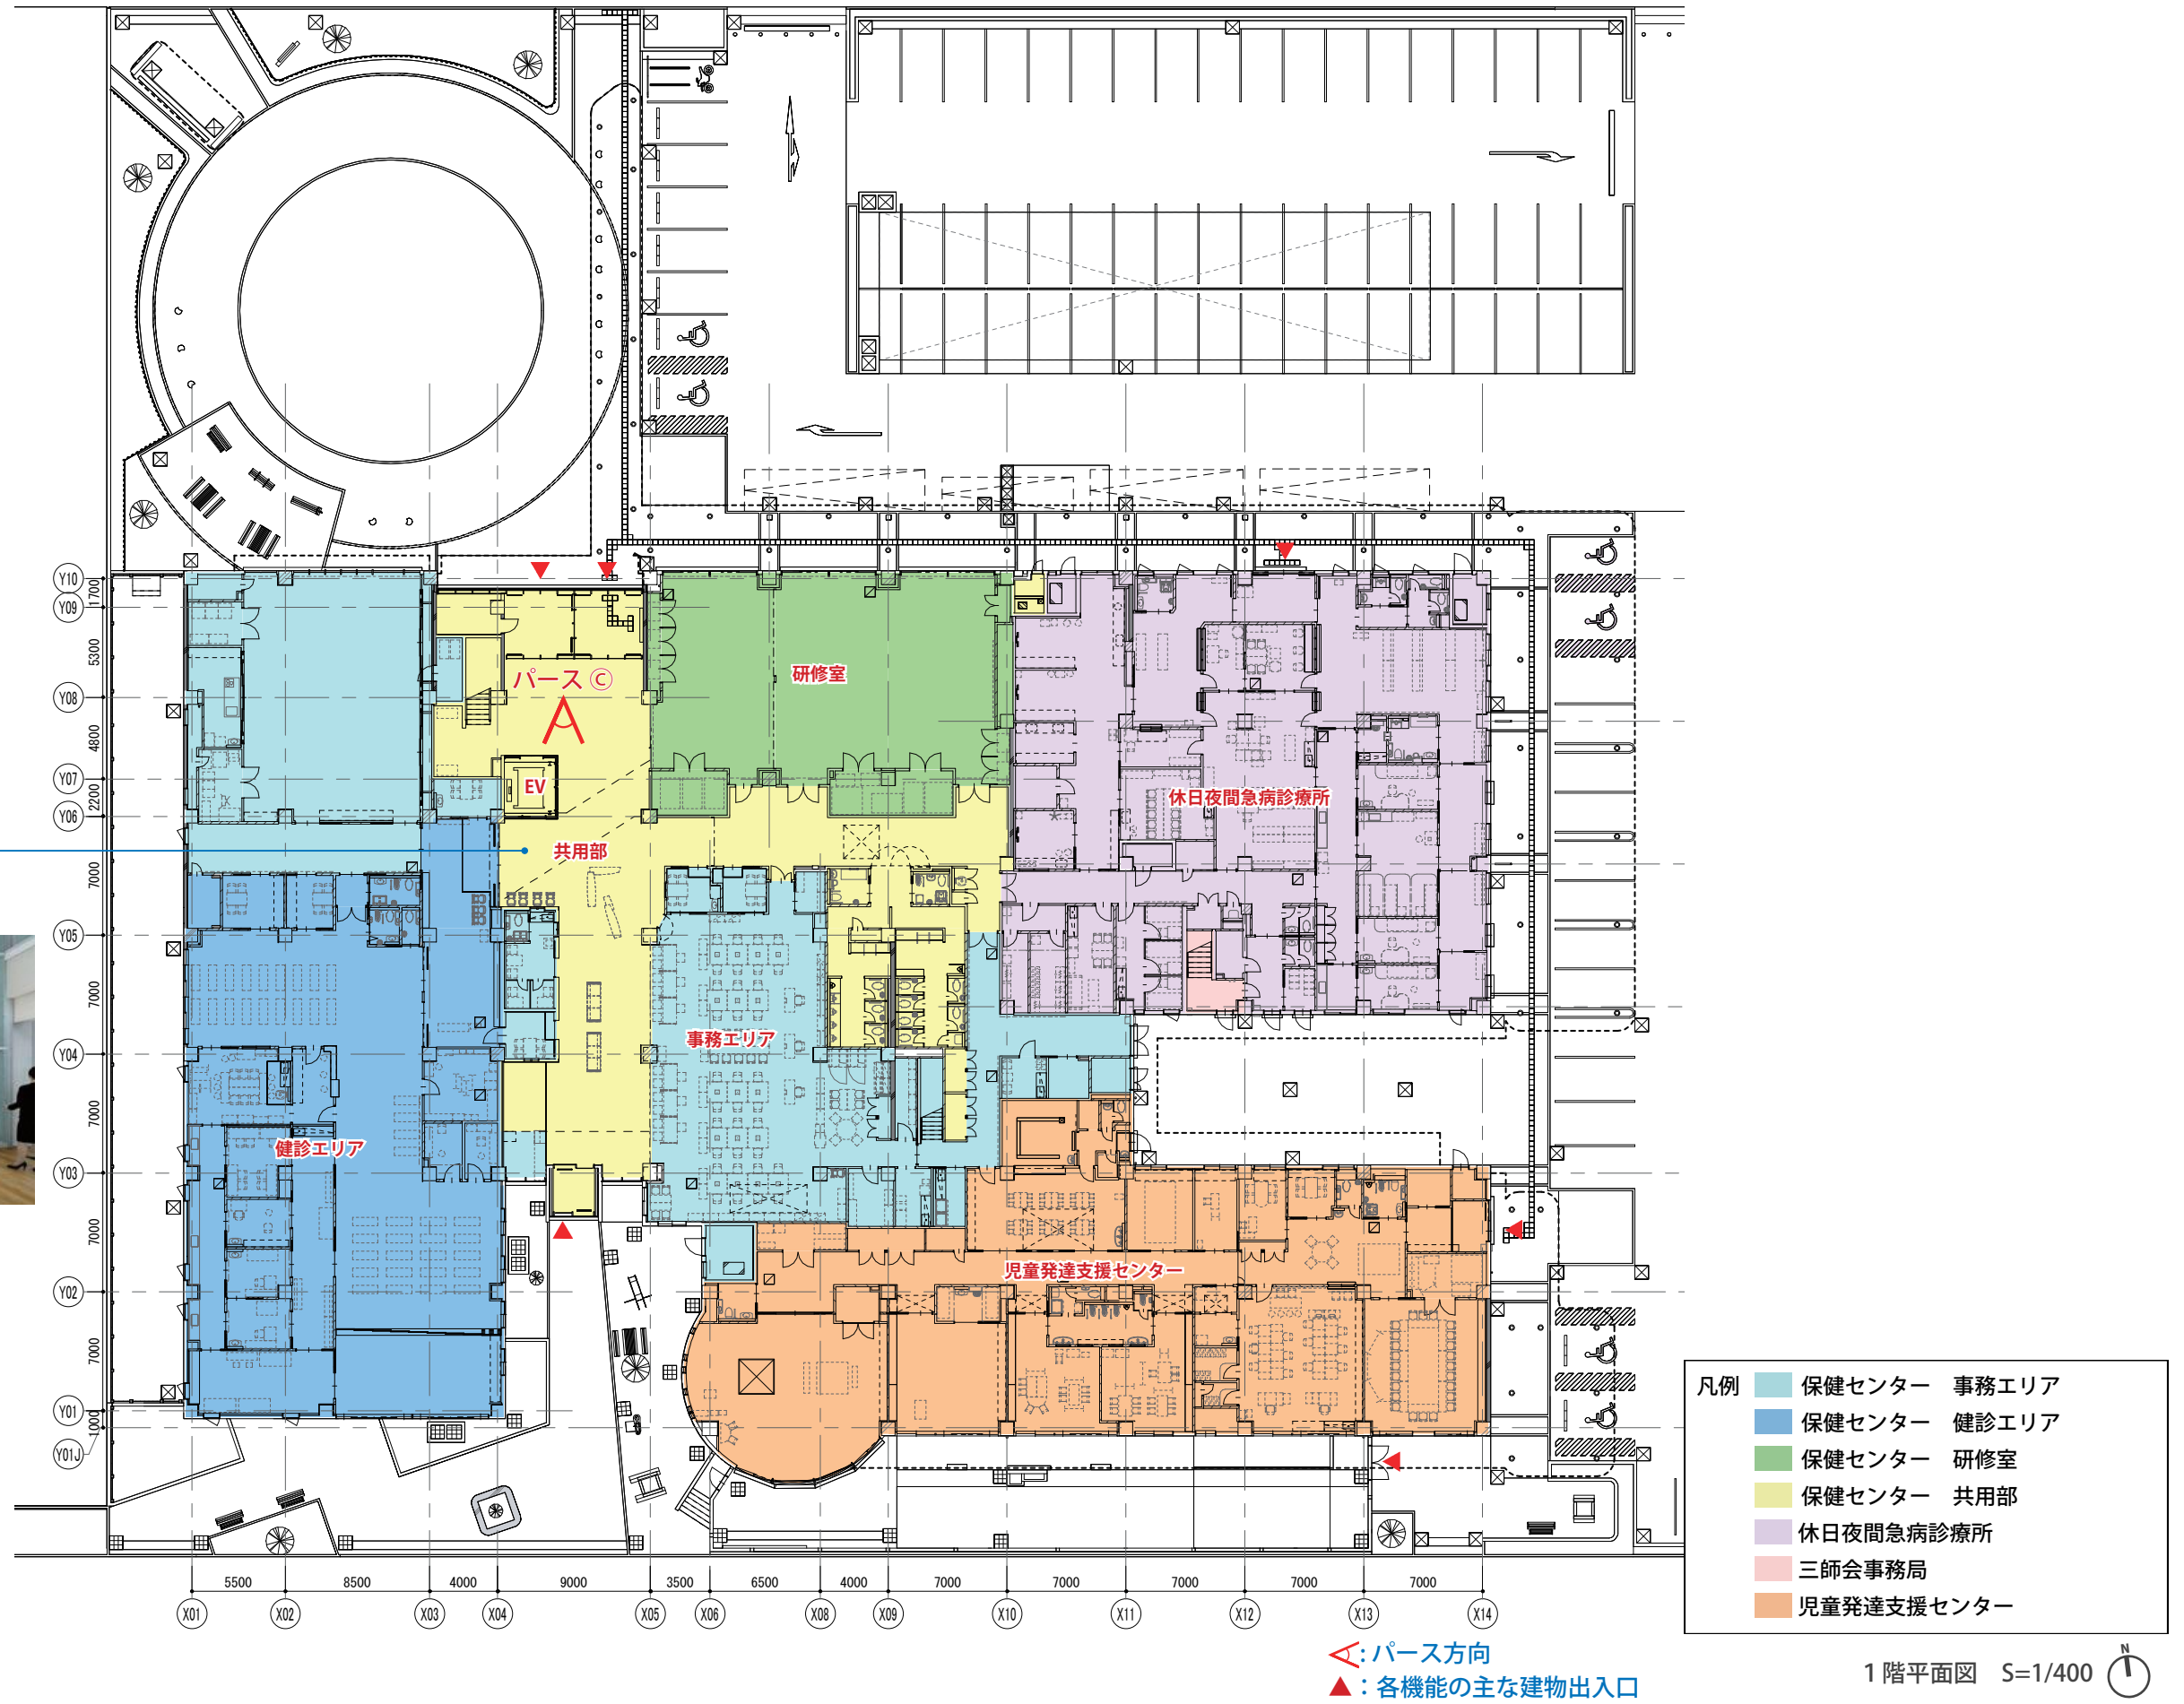 Y10
1700
Y09
5300
パース Ⓒ
研修室
Y08
4800
Y07
EV
2200
休日夜間急病診療所
Y06
共用部
7000
Y05
7000
事務エリア
Y04
7000
健診エリア
Y03
7000
児童発達支援センター
Y02
7000
Y01
1000
Y01J
5500
8500
4000
9000
3500
6500
4000
7000
7000
7000
7000
7000
X01
X02
X03
X04
X05
X06
X08
X09
X10
X11
X12
X13
X14
凡例
保健センター　事務エリア
保健センター　健診エリア
保健センター　研修室
保健センター　共用部
休日夜間急病診療所
三師会事務局
児童発達支援センター
：パース方向
▲：各機能の主な建物出入口
1 階平面図　S=1/400
N